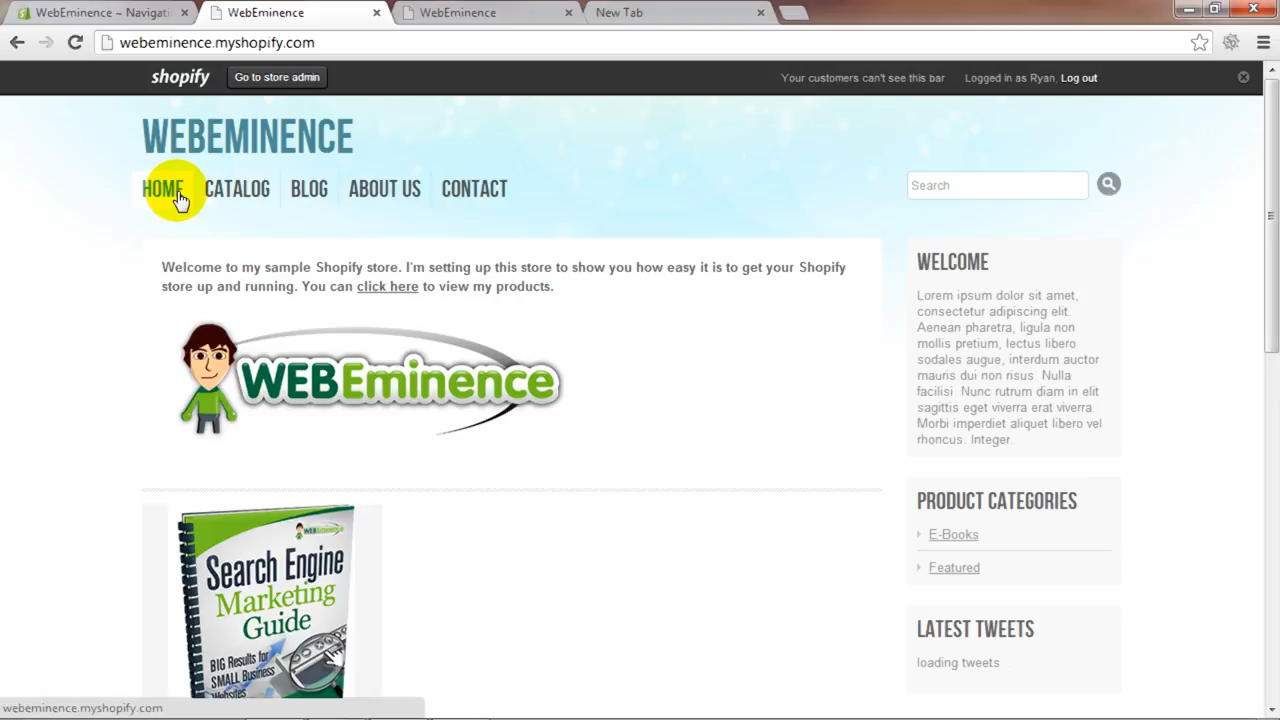 WebEminence ~ Navigati
WebEminence
WebEminence
New Tab
webeminence.myshopify.com
shopify
Go to store admin
Your customers can't see this bar
Logged in as Ryan, Log out
WEBEMINENCE
HOME
CATALOG
BLOG
ABOUT US
CONTACT
Search
Welcome to my sample Shopify store. I'm setting up this store to show you how easy it is to get your Shopify
store up and running. You can click here to view my products.
WEBEminence
Search Engine
Marketing
Guide
BIG Results for
SMALL Business
Websites
WELCOME
Lorem ipsum dolor sit amet,
consectetur adipiscing elit.
Aenean pharetra, ligula non
mollis pretium, lectus libero
sodales augue, interdum auctor
mauris dui non risus. Nulla
facilisi. Nunc rutrum diam in elit
sagittis eget viverra erat viverra.
Morbi imperdiet aliquet libero vel
rhoncus. Integer.
PRODUCT CATEGORIES
E-Books
Featured
LATEST TWEETS
loading tweets
webeminence.myshopify.com